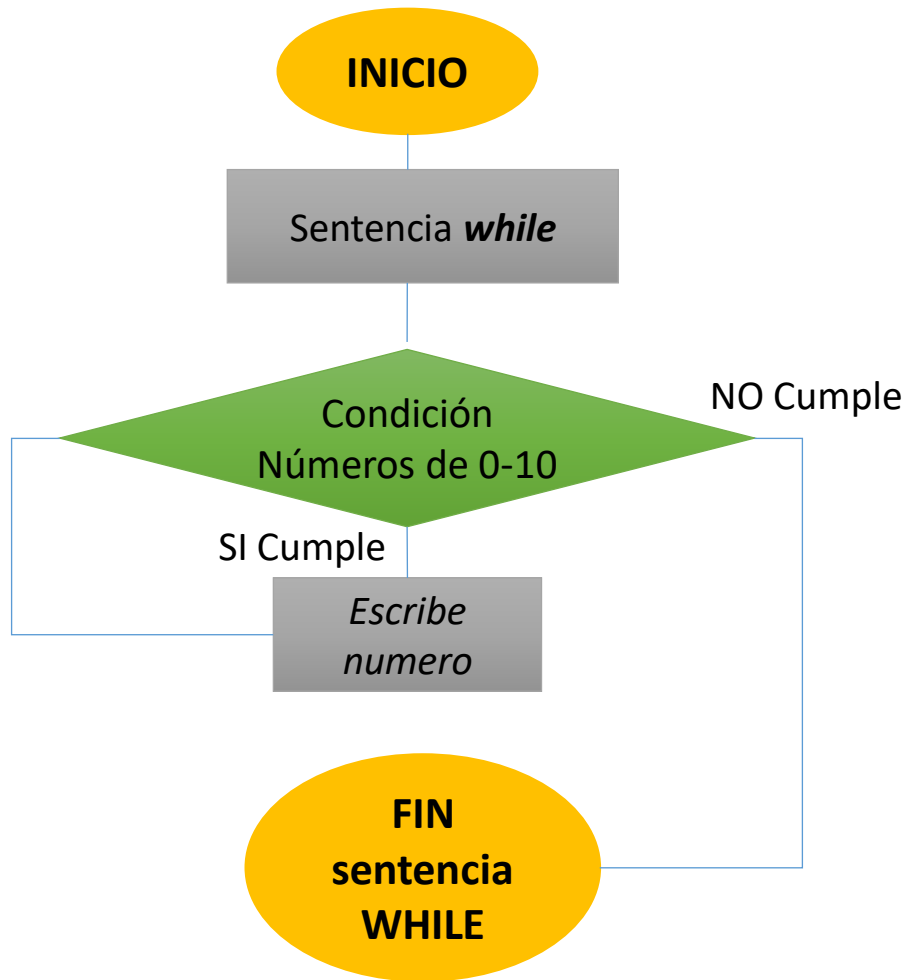 INICIO
Sentencia while
Condición
Números de 0-10
NO Cumple
SI Cumple
Escribe
numero
FIN
sentencia
WHILE